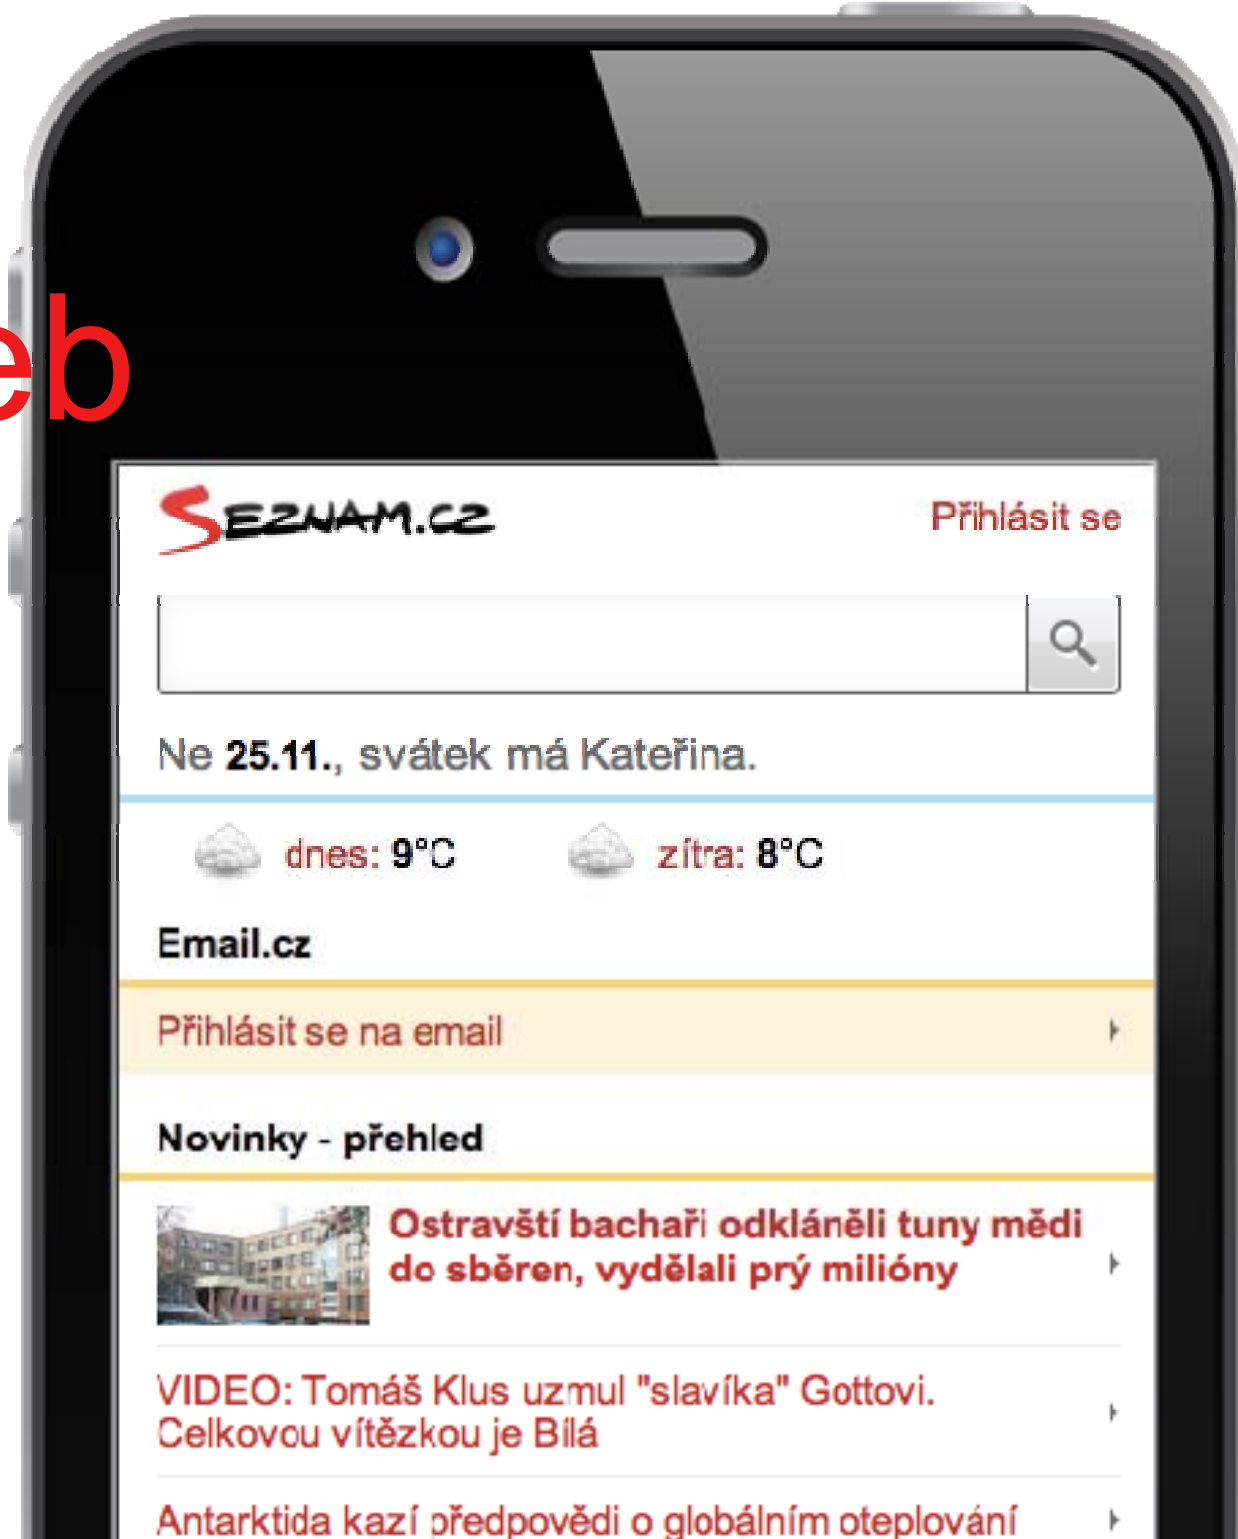 eb
SEZNAM.CZ
Přihlásit se
Ne 25.11., svátek má Kateřina.
dnes: 9°C zítra: 8°C
Email.cz
Přihlásit se na email
Novinky - přehled
Ostravští bachaři odkláněli tuny mědi
do sběren, vydělali prý milióny
VIDEO: Tomáš Klus uzmul "slavíka" Gottovi.
Celkovou vítězkou je Bílá
Antarktida kazí předpovědi o globálním oteplování